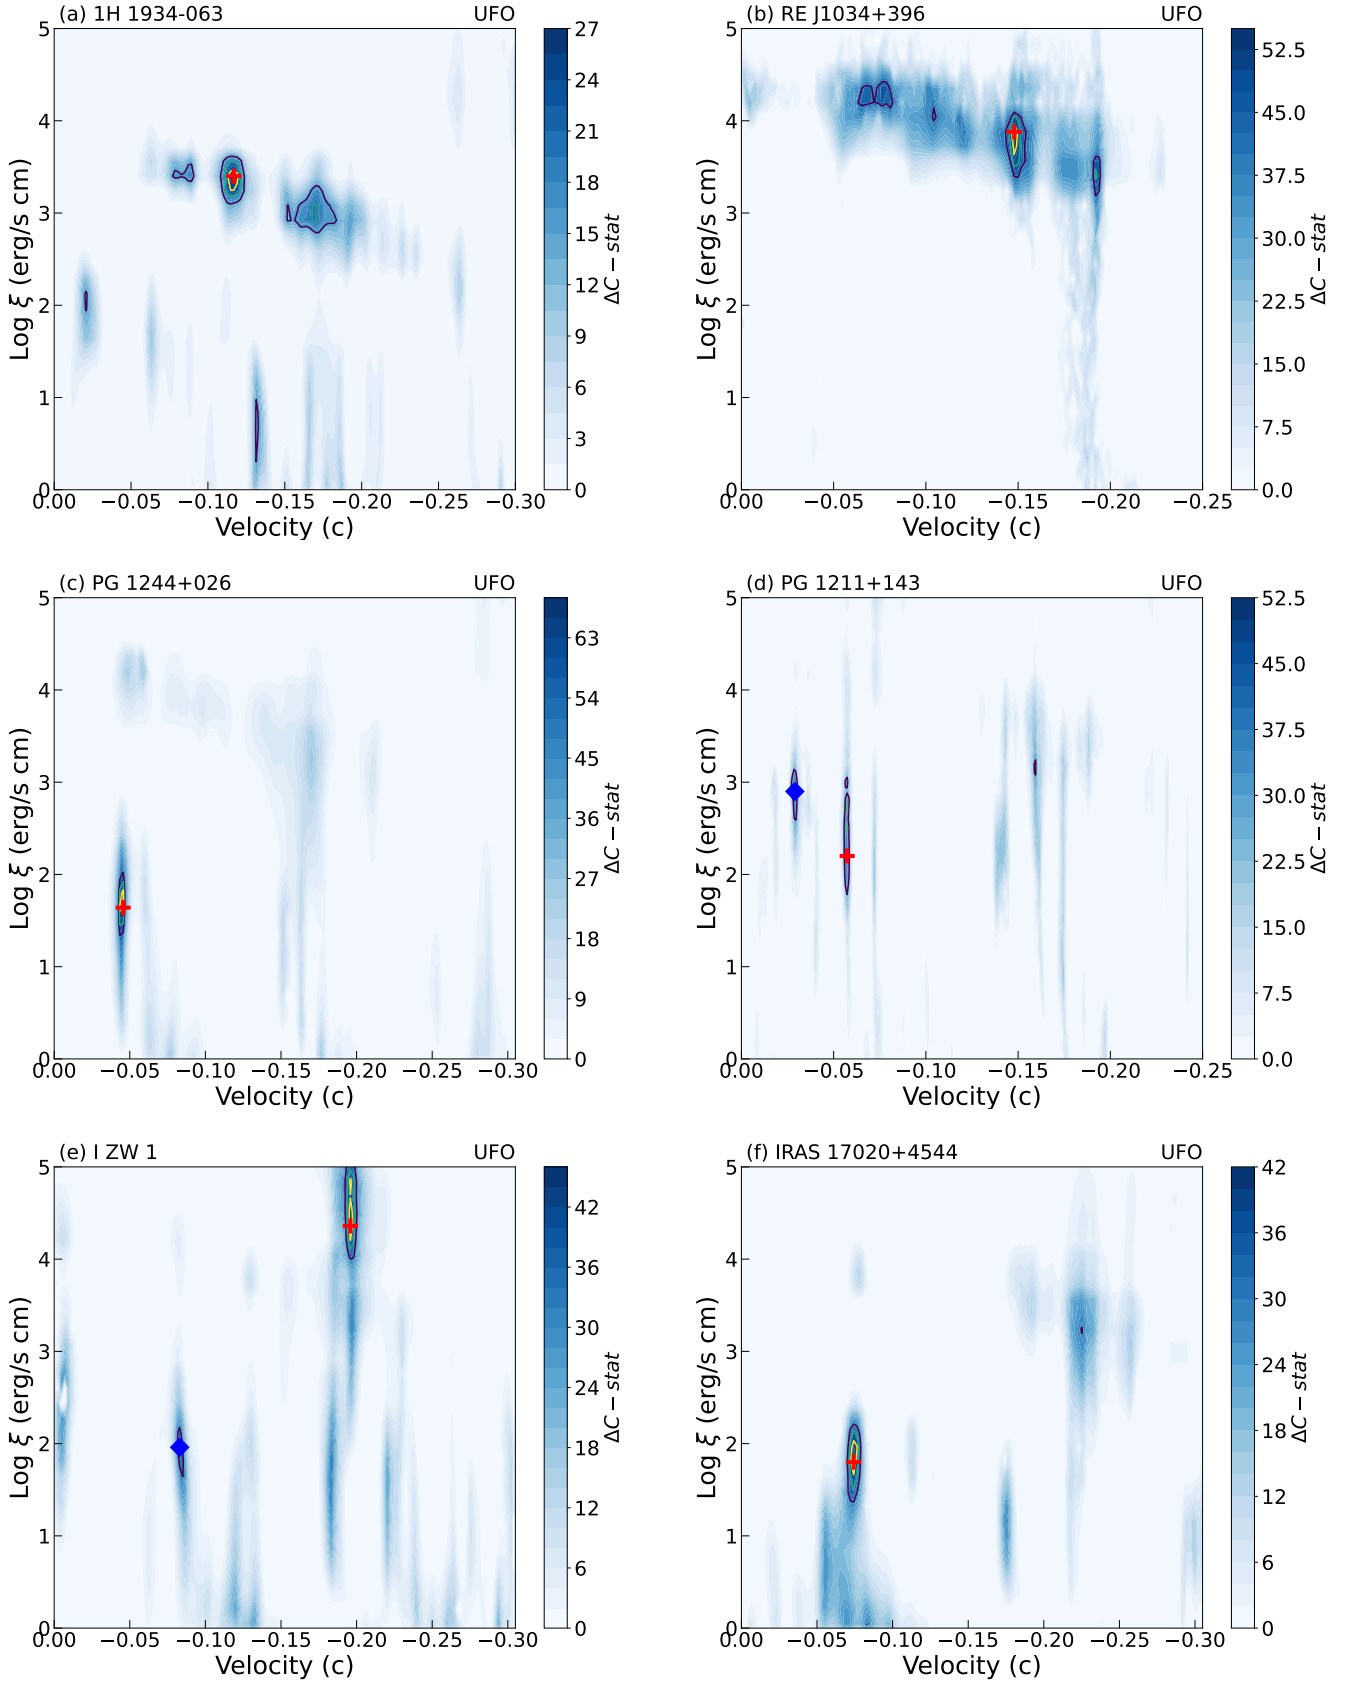 (a) 1H 1934-063 UFO
5
4
3
2
1
0
Log ξ (erg/s cm)
0.00 −0.05 −0.10 −0.15 −0.20 −0.25 −0.30
Velocity (c)
27
24
21
18
15
12
9
6
3
0
ΔC − stat
(b) RE J1034+396 UFO
5
4
3
2
1
0
Log ξ (erg/s cm)
0.00 −0.05 −0.10 −0.15 −0.20 −0.25
Velocity (c)
52.5
45.0
37.5
30.0
22.5
15.0
7.5
0.0
ΔC − stat
(c) PG 1244+026 UFO
5
4
3
2
1
0
Log ξ (erg/s cm)
0.00 −0.05 −0.10 −0.15 −0.20 −0.25 −0.30
Velocity (c)
63
54
45
36
27
18
9
0
ΔC − stat
(d) PG 1211+143 UFO
5
4
3
2
1
0
Log ξ (erg/s cm)
0.00 −0.05 −0.10 −0.15 −0.20 −0.25
Velocity (c)
52.5
45.0
37.5
30.0
22.5
15.0
7.5
0.0
ΔC − stat
(e) I ZW 1 UFO
5
4
3
2
1
0
Log ξ (erg/s cm)
0.00 −0.05 −0.10 −0.15 −0.20 −0.25 −0.30
Velocity (c)
42
36
30
24
18
12
6
0
ΔC − stat
(f) IRAS 17020+4544 UFO
5
4
3
2
1
0
Log ξ (erg/s cm)
0.00 −0.05 −0.10 −0.15 −0.20 −0.25 −0.30
Velocity (c)
42
36
30
24
18
12
6
0
ΔC − stat